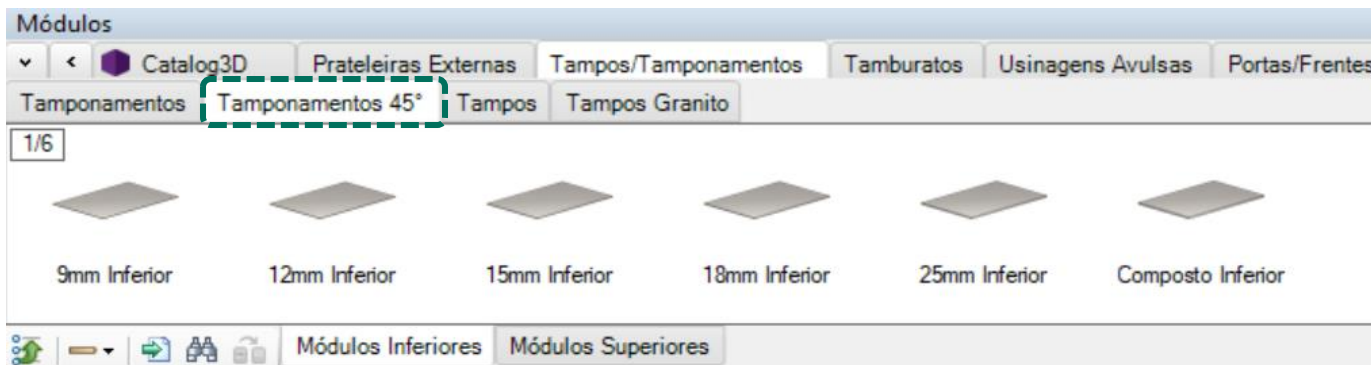 Módulos
Catalog3D Prateleiras Externas Tampos/Tamponamentos Tamburatos Usinagens Avulsas Portas/Frentes
Tamponamentos Tamponamentos 45° Tampos Tampos Granito
1/6
9mm Inferior 12mm Inferior 15mm Inferior 18mm Inferior 25mm Inferior Composto Inferior
Módulos Inferiores Módulos Superiores